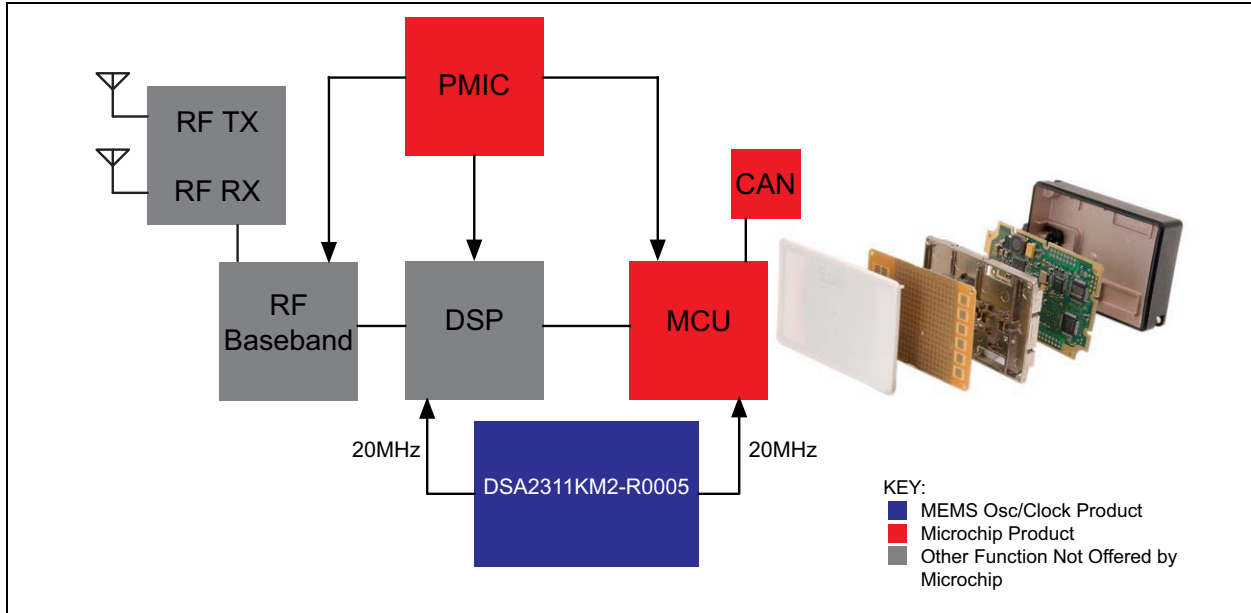 PMIC
RF TX
RF RX
CAN
RF
Baseband
DSP
MCU
20MHz
20MHz
DSA2311KM2-R0005
KEY:
MEMS Osc/Clock Product
Microchip Product
Other Function Not Offered by
Microchip